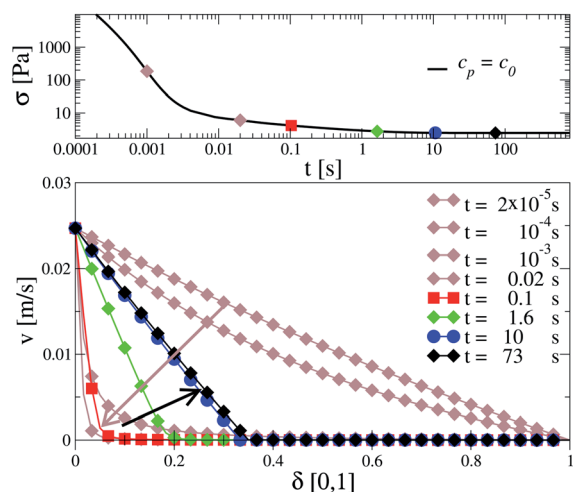 1000
100
10
σ [Pa]
c_p = c_0
0.0001 0.001 0.01 0.1 1 10 100
t [s]
0.03
0.02
0.01
0
v [m/s]
t = 2x10⁻⁵ s
t = 10⁻⁴ s
t = 10⁻³ s
t = 0.02 s
t = 0.1 s
t = 1.6 s
t = 10 s
t = 73 s
0 0.2 0.4 0.6 0.8 1
δ [0,1]